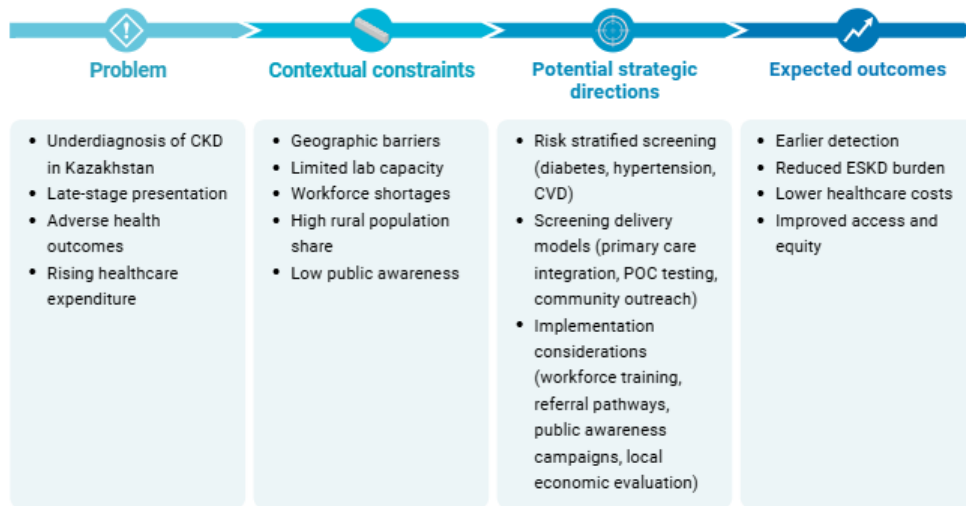 Problem
Contextual constraints
Potential strategic
directions
Expected outcomes
• Underdiagnosis of CKD
in Kazakhstan
• Late-stage presentation
• Adverse health
outcomes
• Rising healthcare
expenditure
• Geographic barriers
• Limited lab capacity
• Workforce shortages
• High rural population
share
• Low public awareness
• Risk stratified screening
(diabetes, hypertension,
CVD)
• Screening delivery
models (primary care
integration, POC testing,
community outreach)
• Implementation
considerations
(workforce training,
referral pathways,
public awareness
campaigns, local
economic evaluation)
• Earlier detection
• Reduced ESKD burden
• Lower healthcare costs
• Improved access and
equity